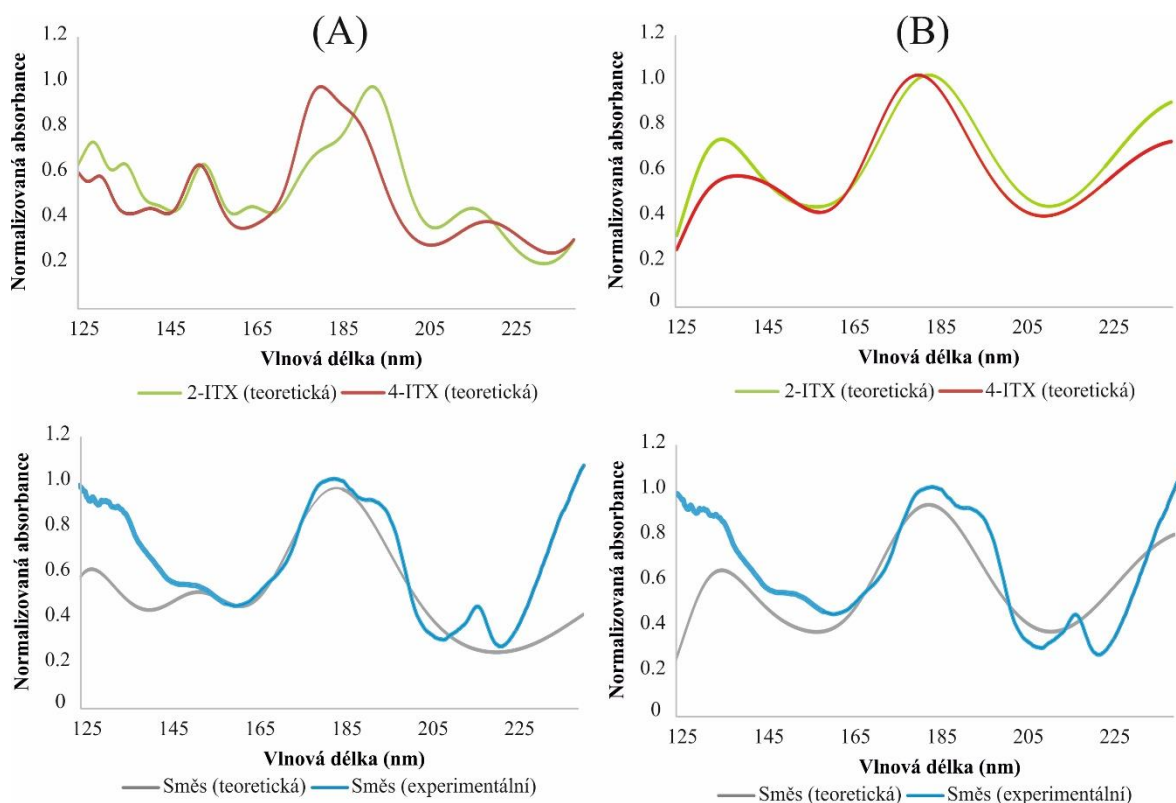 (A)
Normalizovaná absorbance
1.2
1.0
0.8
0.6
0.4
0.2
125 145 165 185 205 225
Vlnová délka (nm)
2-ITX (teoretická) 4-ITX (teoretická)
(B)
Normalizovaná absorbance
1.2
1.0
0.8
0.6
0.4
0.2
0
125 145 165 185 205 225
Vlnová délka (nm)
2-ITX (teoretická) 4-ITX (teoretická)
Normalizovaná absorbance
1.2
1.0
0.8
0.6
0.4
0.2
0
125 145 165 185 205 225
Vlnová délka (nm)
Směs (teoretická) Směs (experimentální)
Normalizovaná absorbance
1.2
1.0
0.8
0.6
0.4
0.2
0
125 145 165 185 205 225
Vlnová délka (nm)
Směs (teoretická) Směs (experimentální)